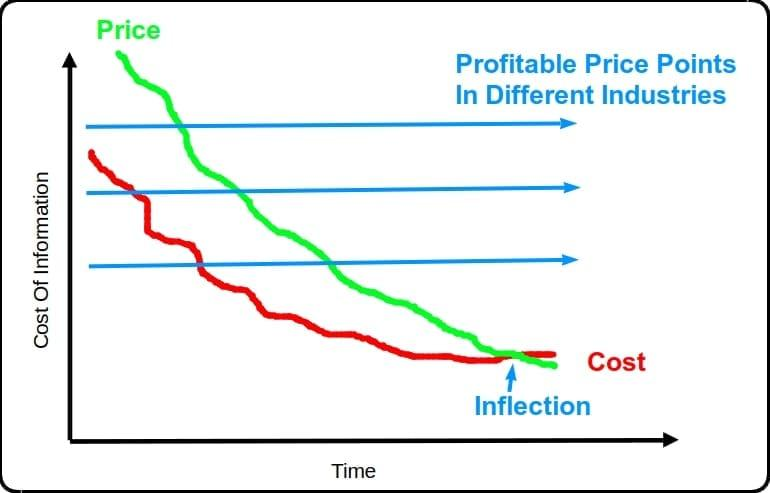 Price
Profitable Price Points
In Different Industries
Cost Of Information
Cost
Inflection
Time